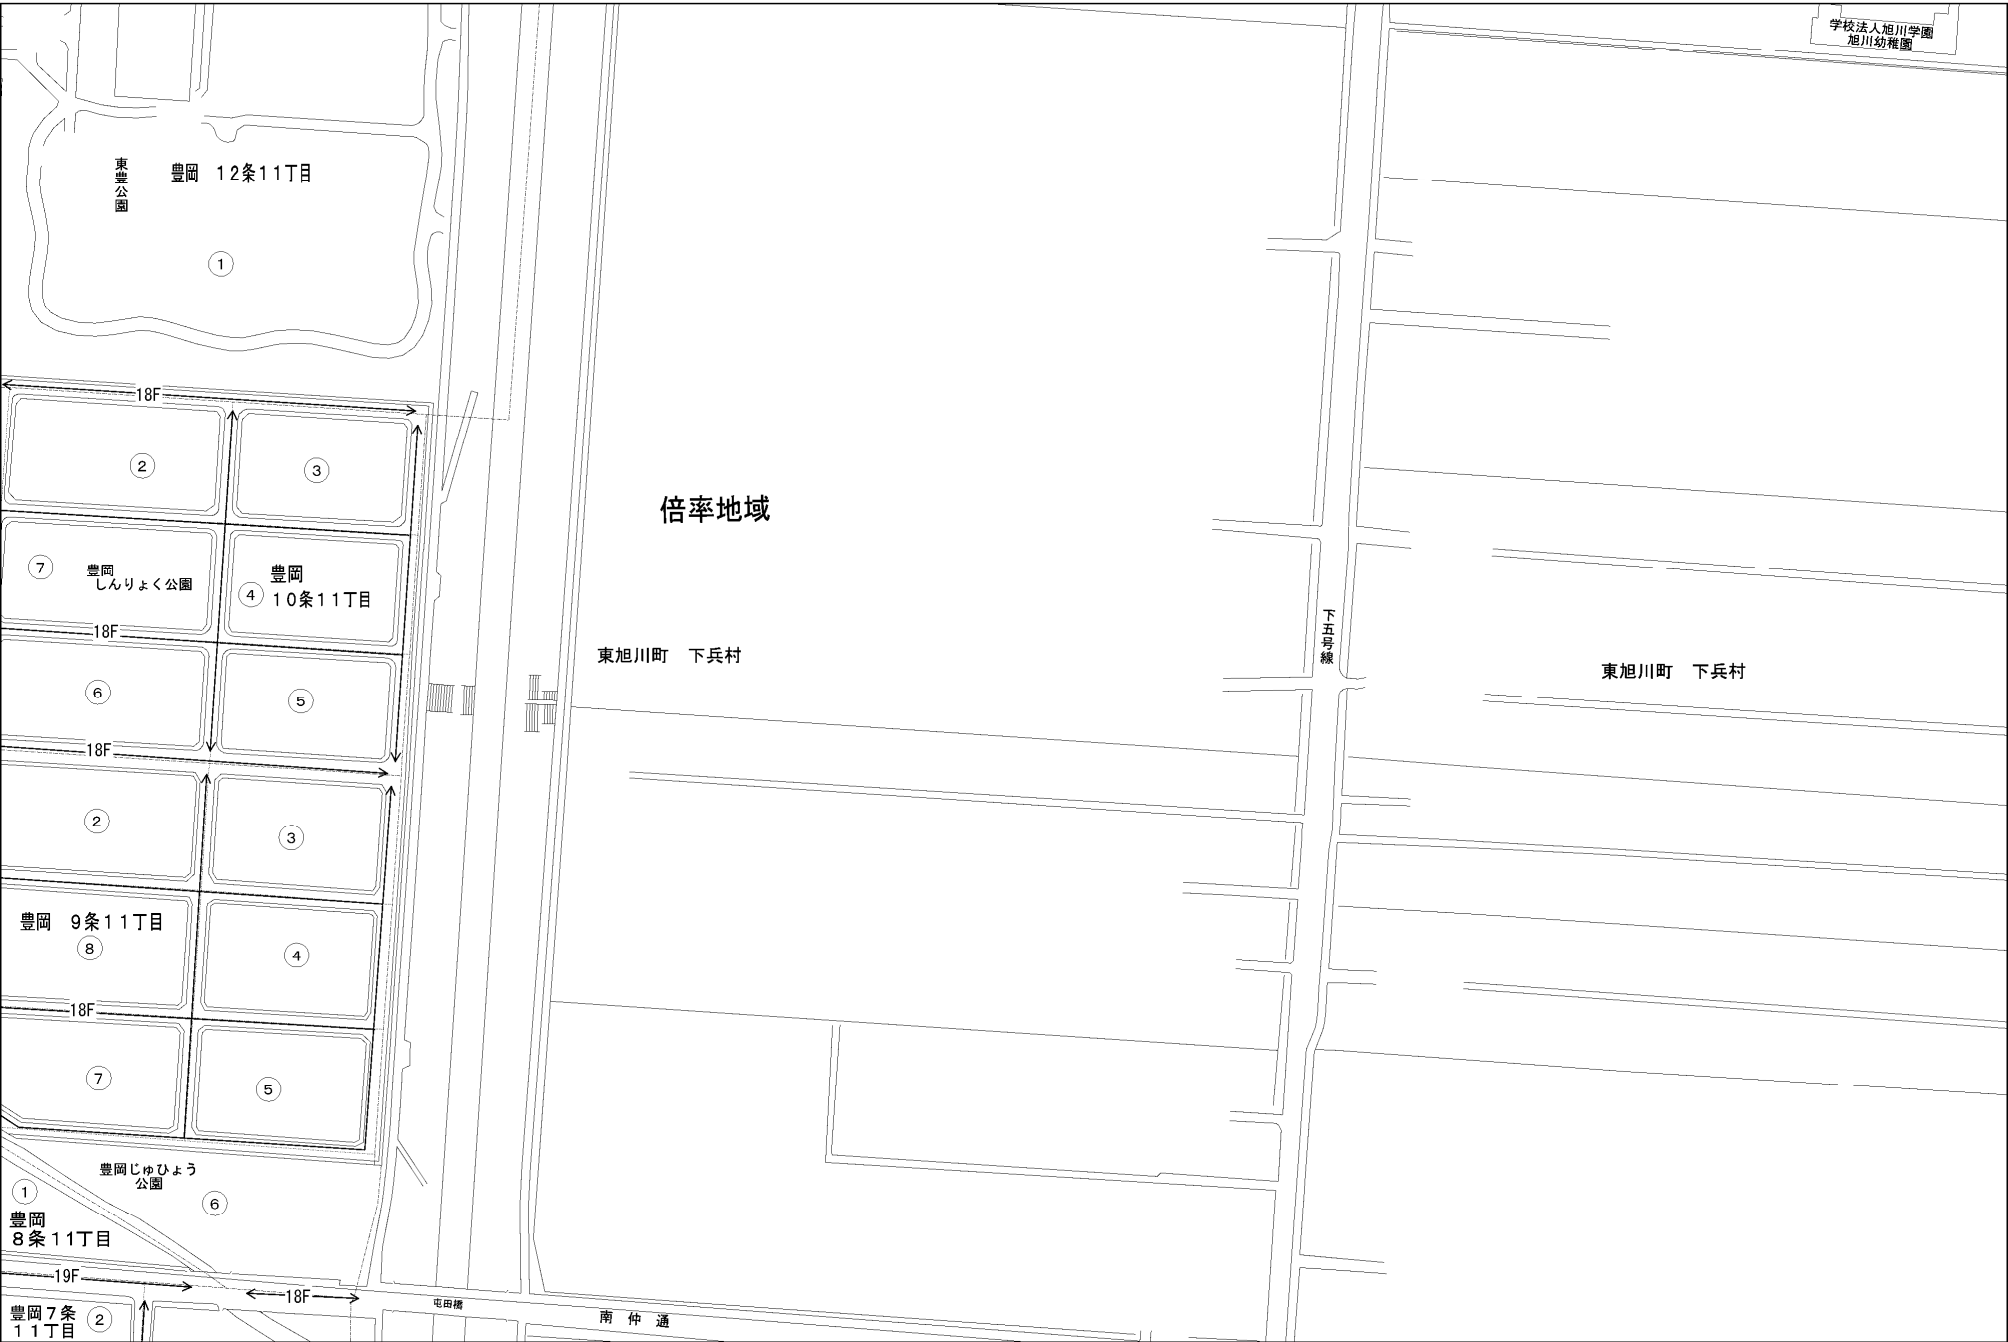 学校法人旭川学園
旭川幼稚園
東豊公園
豊岡　12条11丁目
①
18F
②
③
倍率地域
⑦
豊岡
しんりょく公園
④
豊岡
10条11丁目
18F
下五号線
東旭川町　下兵村
東旭川町　下兵村
⑥
⑤
18F
②
③
豊岡　9条11丁目
⑧
④
18F
⑦
⑤
豊岡じゅひょう
公園
①
⑥
豊岡
8条11丁目
19F
18F
屯田橋
南仲通
豊岡7条
11丁目
②